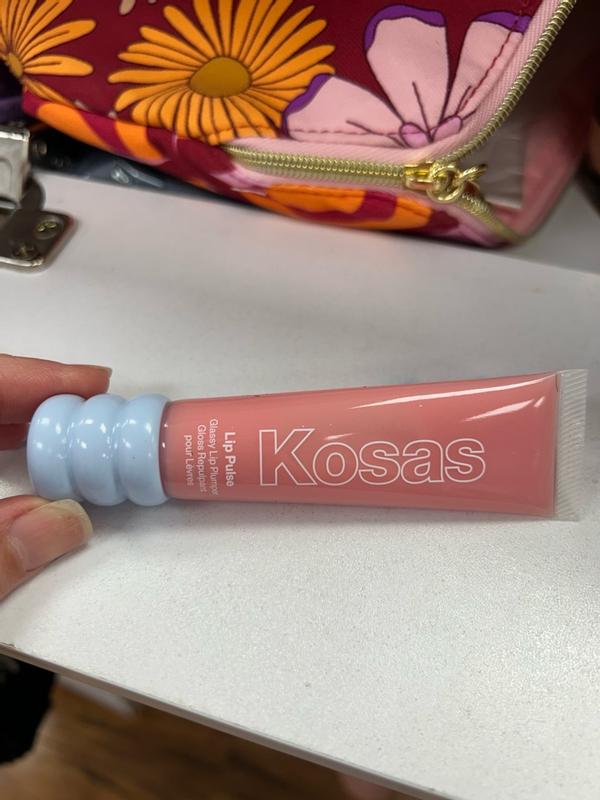 Kosas
Lip Pulse
Glassy Lip Plumper
Gloss Repulpant
pour Lèvres